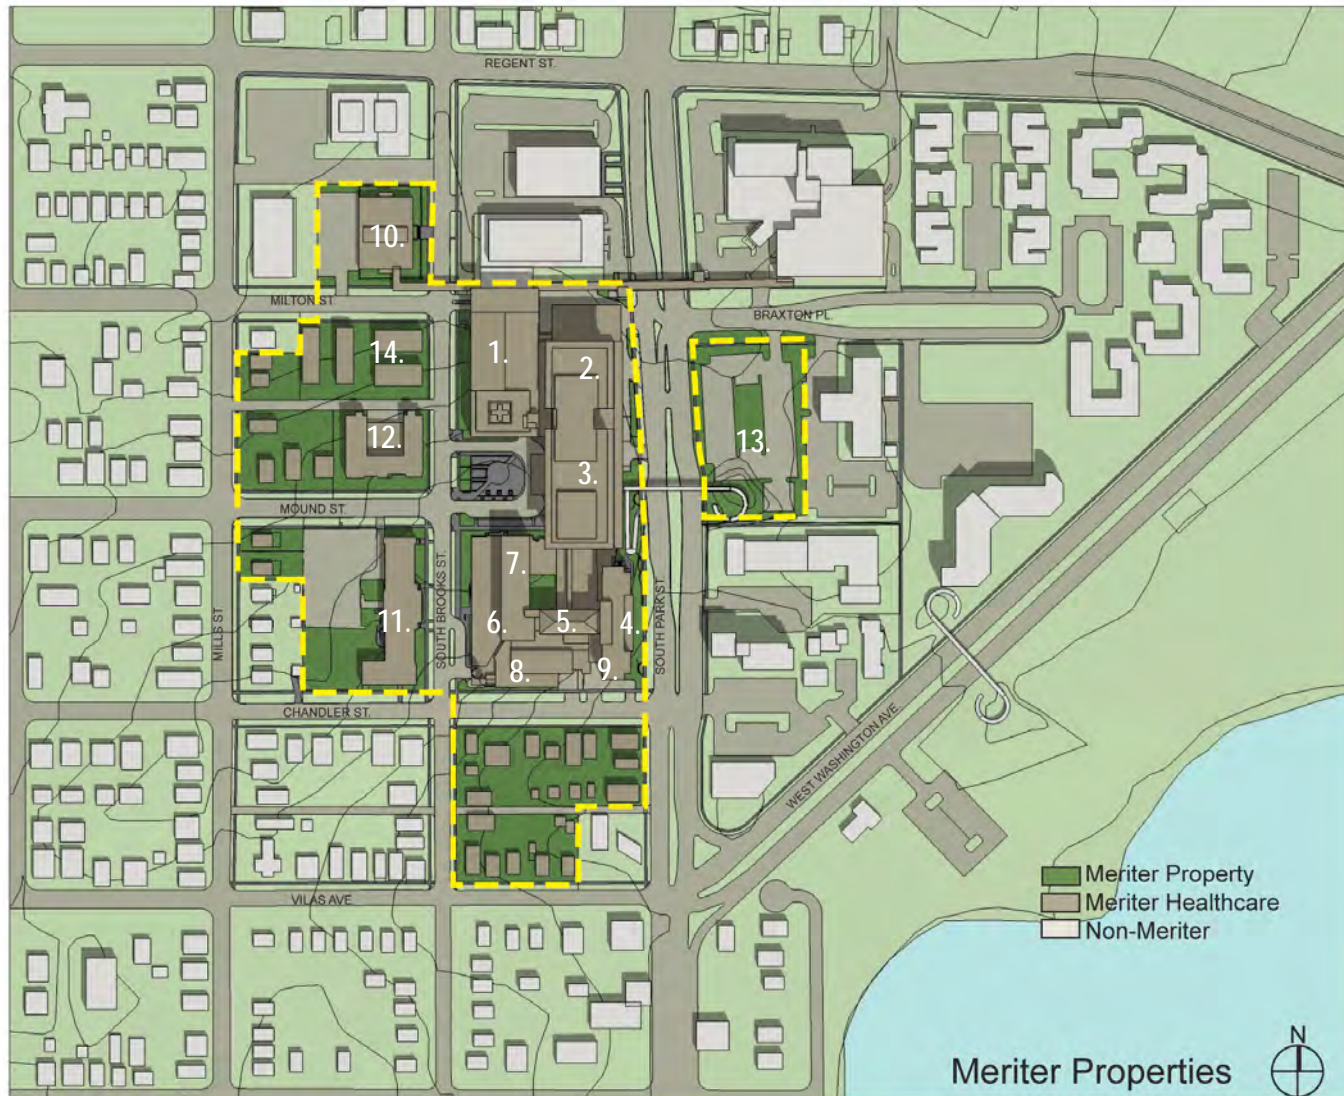 REGENT ST.
10.
MILTON ST.
BRAXTON PL.
14.
1.
2.
12.
13.
3.
MOUND ST.
7.
MILLS ST.
11.
SOUTH BROOKS ST.
6.
5.
4.
SOUTH PARK ST.
8.
9.
CHANDLER ST.
WEST WASHINGTON AVE.
VILAS AVE
Meriter Property
Meriter Healthcare
Non-Meriter
N
Meriter Properties